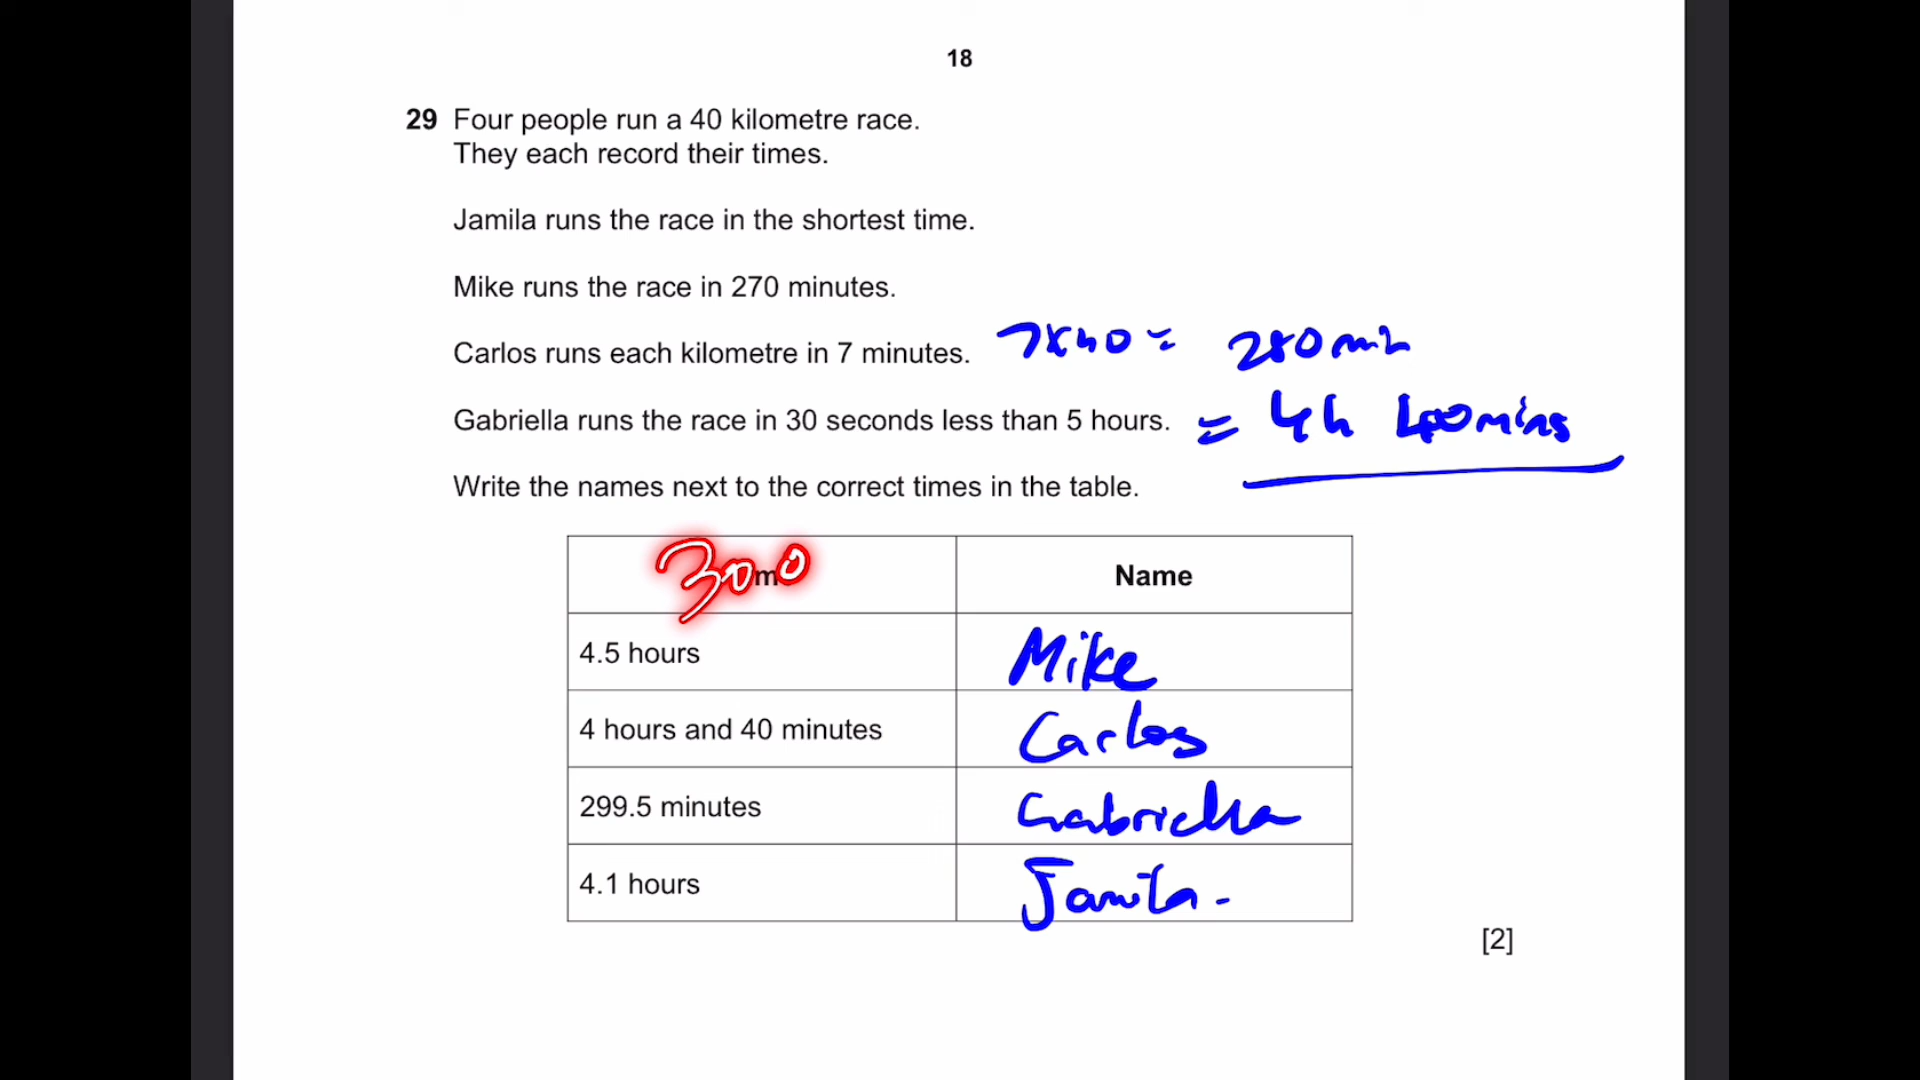 18
29 Four people run a 40 kilometre race.
They each record their times.
Jamila runs the race in the shortest time.
Mike runs the race in 270 minutes.
Carlos runs each kilometre in 7 minutes. 7x40 = 280 min
Gabriella runs the race in 30 seconds less than 5 hours. = 4h 40mins
Write the names next to the correct times in the table.
300 Name
4.5 hours Mike
4 hours and 40 minutes Carlos
299.5 minutes Gabriella
4.1 hours Jamila.
[2]